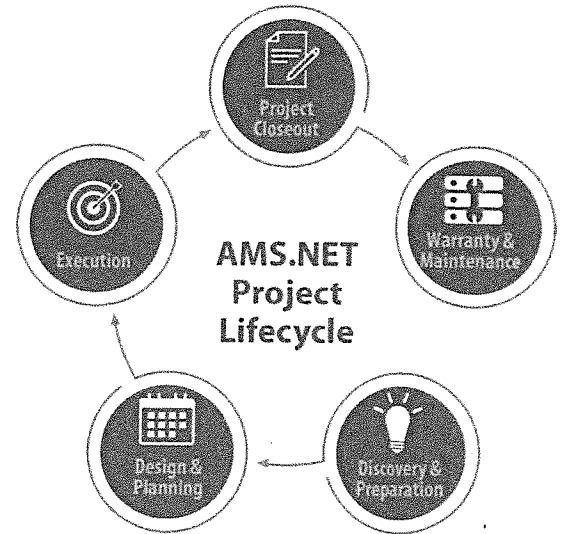 Project
Closeout
Warranty &
Maintenance
Execution
AMS.NET
Project
Lifecycle
Design &
Planning
Discovery &
Preparation